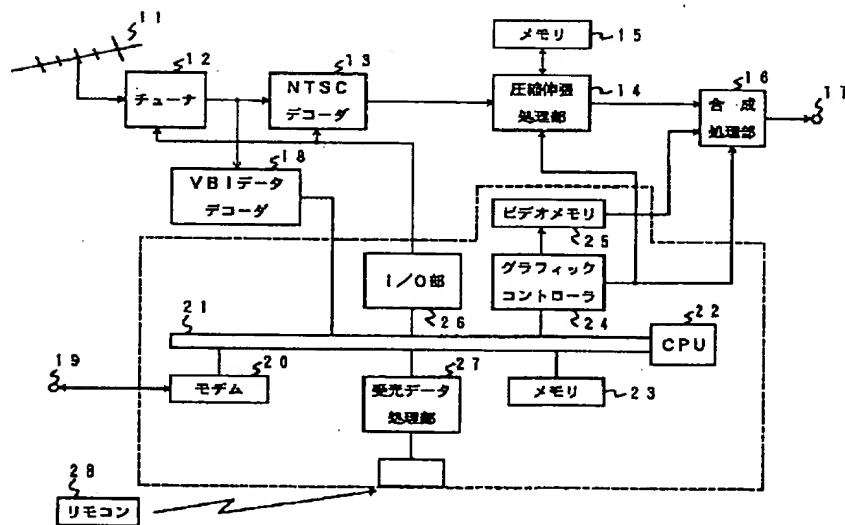 11
12
チューナ
13
NTSC
デコーダ
メモリ
15
圧縮伸張
処理部
14
16
合成
処理部
17
18
VBIデータ
デコーダ
ビデオメモリ
25
I/O部
26
グラフィック
コントローラ
24
21
22
CPU
19
20
モデム
27
受光データ
処理部
メモリ
23
28
リモコン